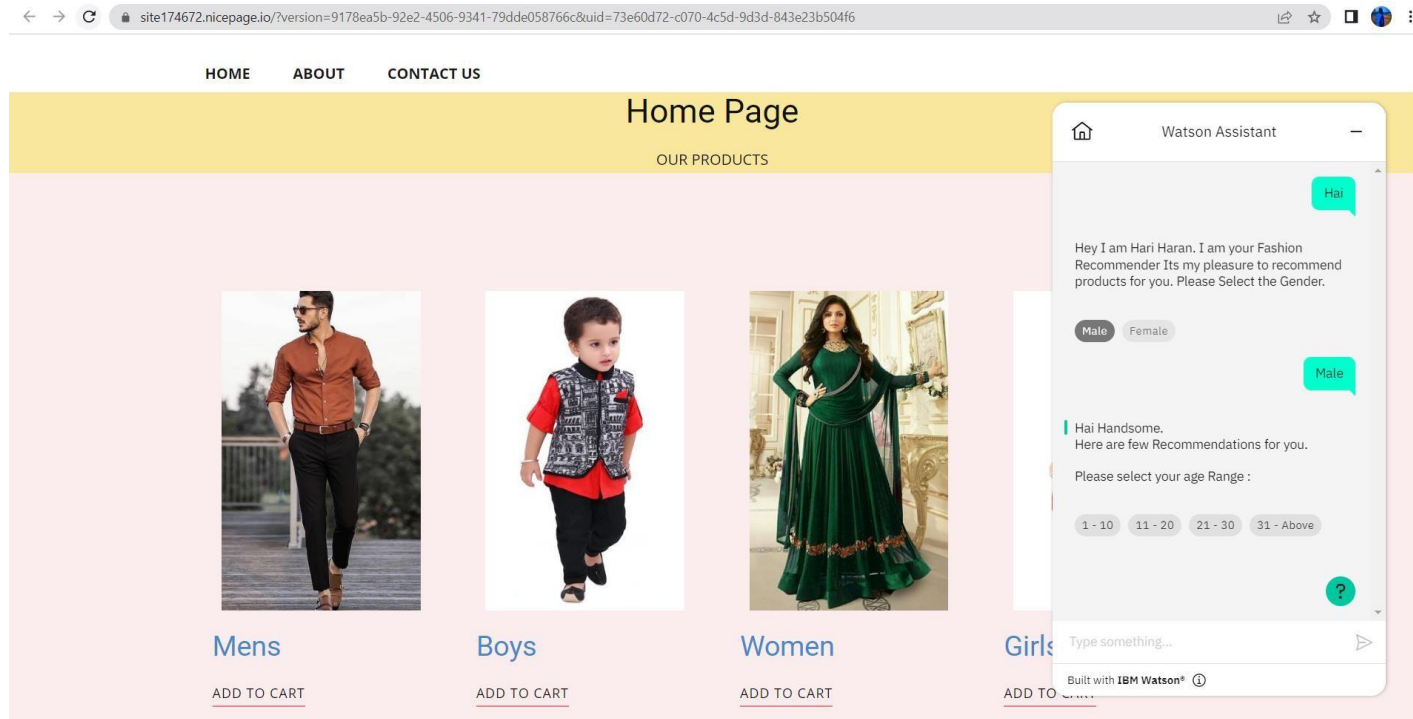 site174672.nicepage.io/?version=9178ea5b-92e2-4506-9341-79dde058766c&uid=73e60d72-c070-4c5d-9d3d-843e23b504f6
HOME ABOUT CONTACT US
Home Page
OUR PRODUCTS
Mens
ADD TO CART
Boys
ADD TO CART
Women
ADD TO CART
Girls
ADD TO CART
Watson Assistant
Hai
Hey I am Hari Haran. I am your Fashion
Recommender Its my pleasure to recommend
products for you. Please Select the Gender.
Male Female
Male
Hai Handsome.
Here are few Recommendations for you.
Please select your age Range :
1 - 10 11 - 20 21 - 30 31 - Above
?
Type something...
Built with IBM Watson®